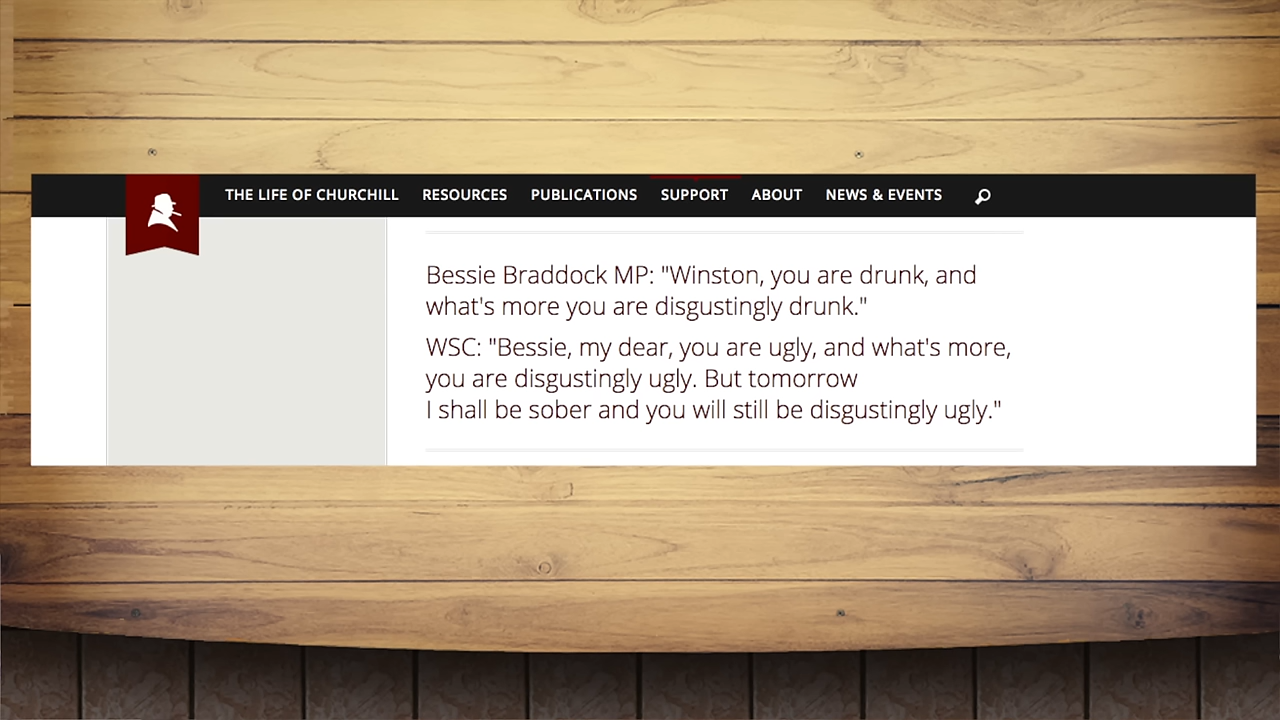 THE LIFE OF CHURCHILL RESOURCES PUBLICATIONS SUPPORT ABOUT NEWS & EVENTS
Bessie Braddock MP: "Winston, you are drunk, and
what's more you are disgustingly drunk."
WSC: "Bessie, my dear, you are ugly, and what's more,
you are disgustingly ugly. But tomorrow
I shall be sober and you will still be disgustingly ugly."